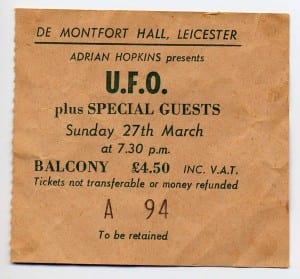 DE MONTFORT HALL, LEICESTER
ADRIAN HOPKINS presents
U.F.O.
plus SPECIAL GUESTS
Sunday 27th March
at 7.30 p.m.
BALCONY £4.50 INC. V.A.T.
Tickets not transferable or money refunded
A 94
To be retained